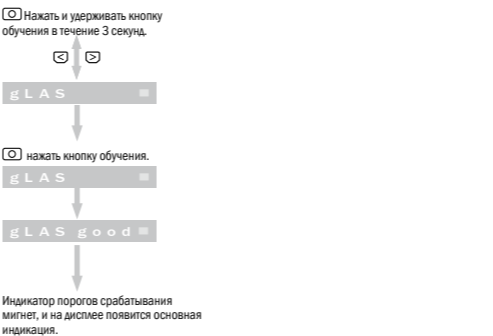 Нажать и удерживать кнопку
обучения в течение 3 секунд.
< >
gLAS
нажать кнопку обучения.
gLAS
gLAS good
Индикатор порогов срабатывания
мигнет, и на дисплее появится основная
индикация.